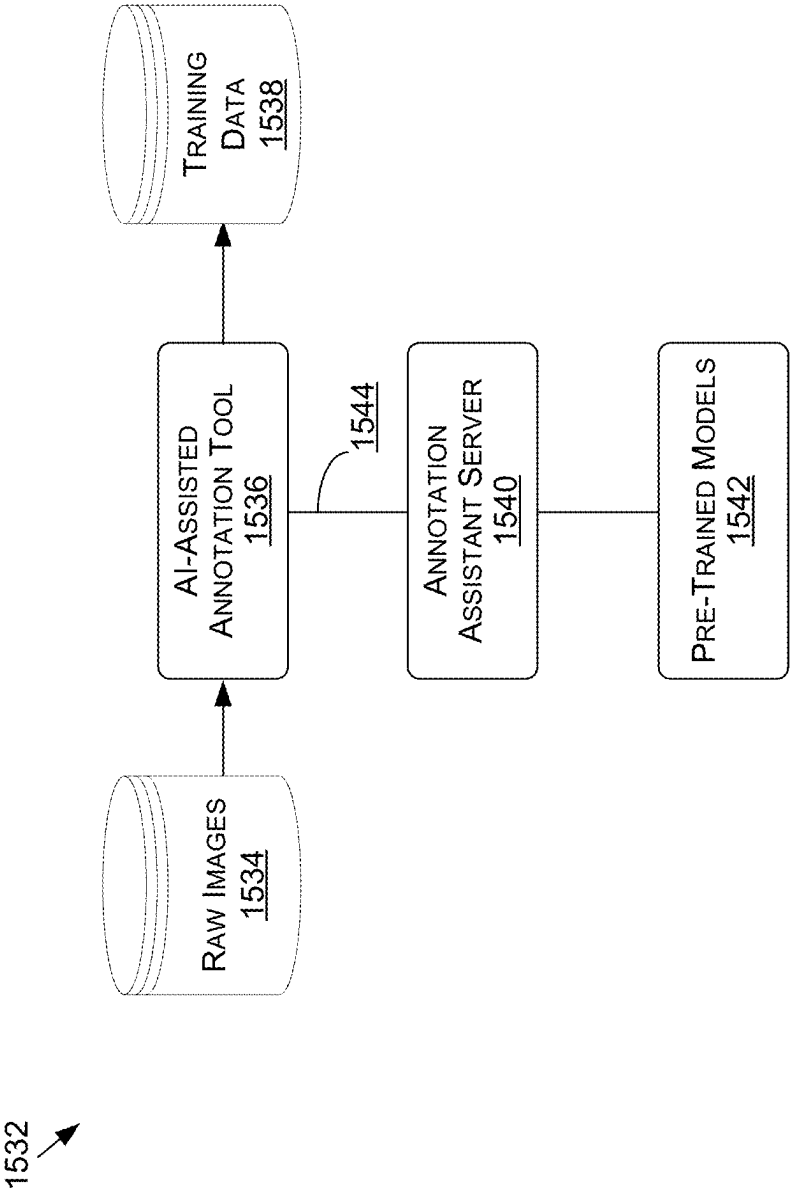 1532
RAW IMAGES
1534
AI-ASSISTED
ANNOTATION TOOL
1536
TRAINING
DATA
1538
1544
ANNOTATION
ASSISTANT SERVER
1540
PRE-TRAINED MODELS
1542